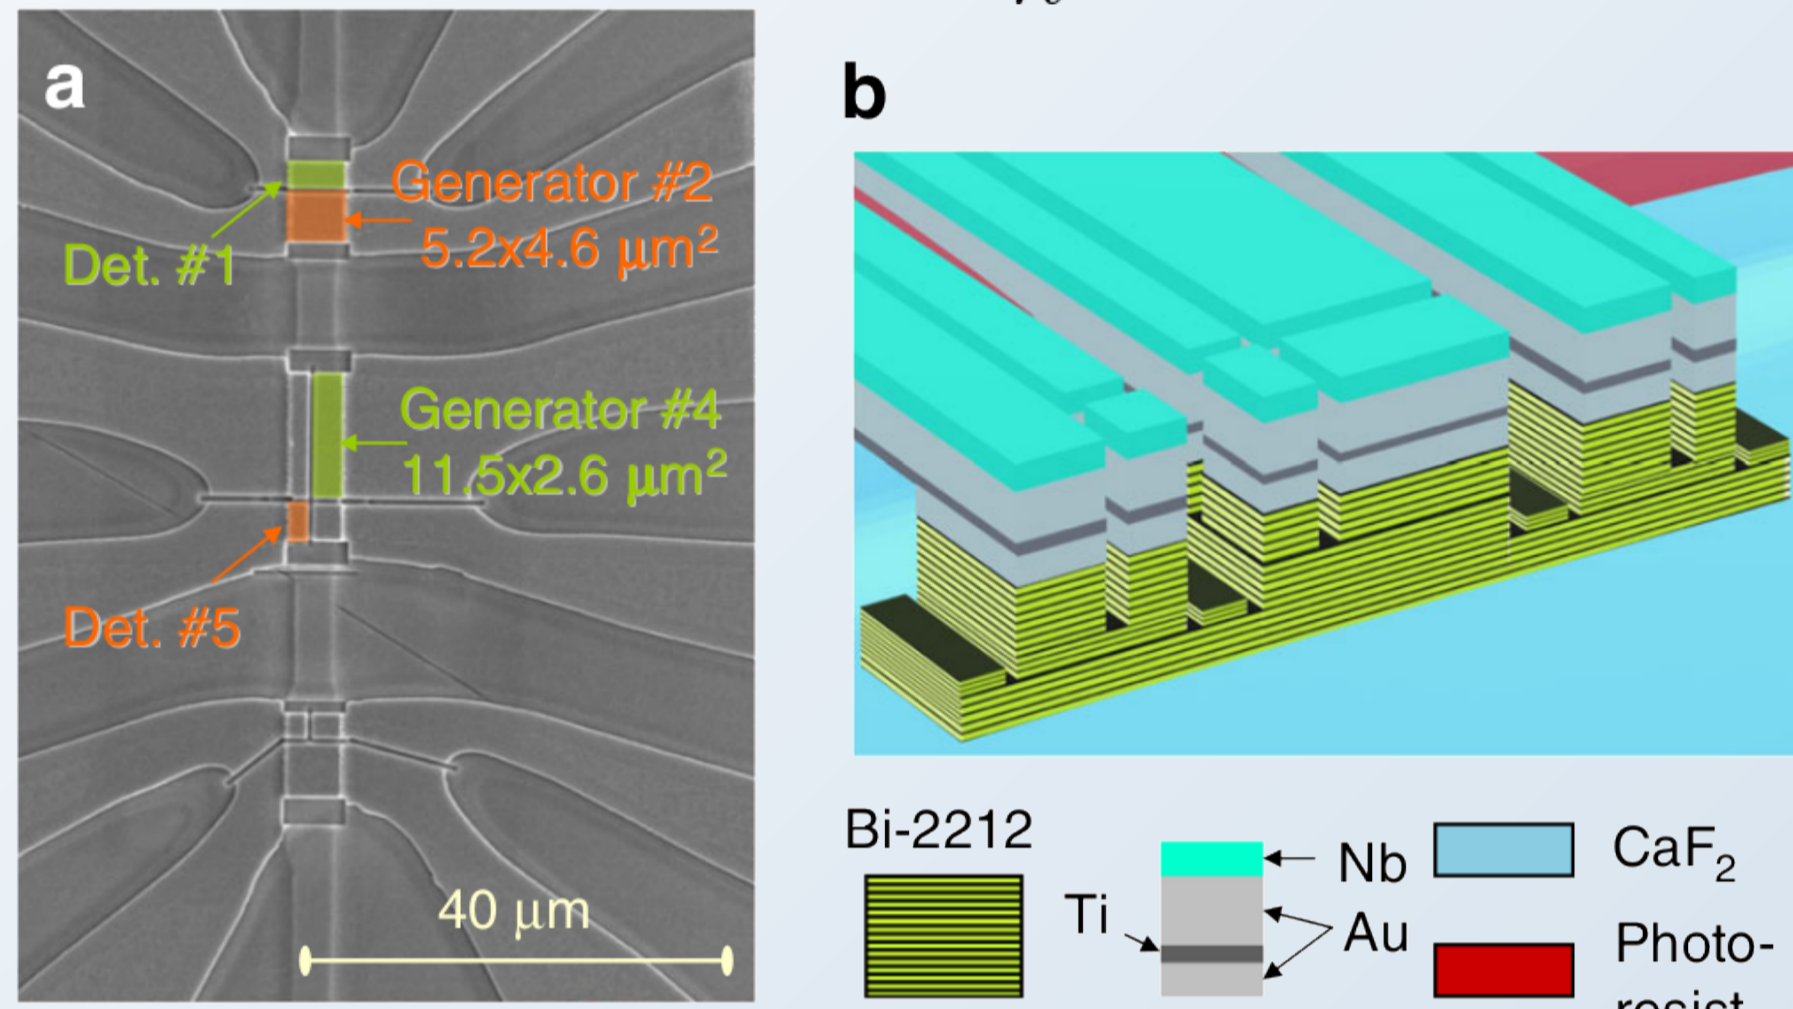 a
Generator #2
5.2x4.6 μm²
Det. #1
Generator #4
11.5x2.6 μm²
Det. #5
40 μm
b
Bi-2212
Nb
Ti
Au
CaF₂
Photo-
resist